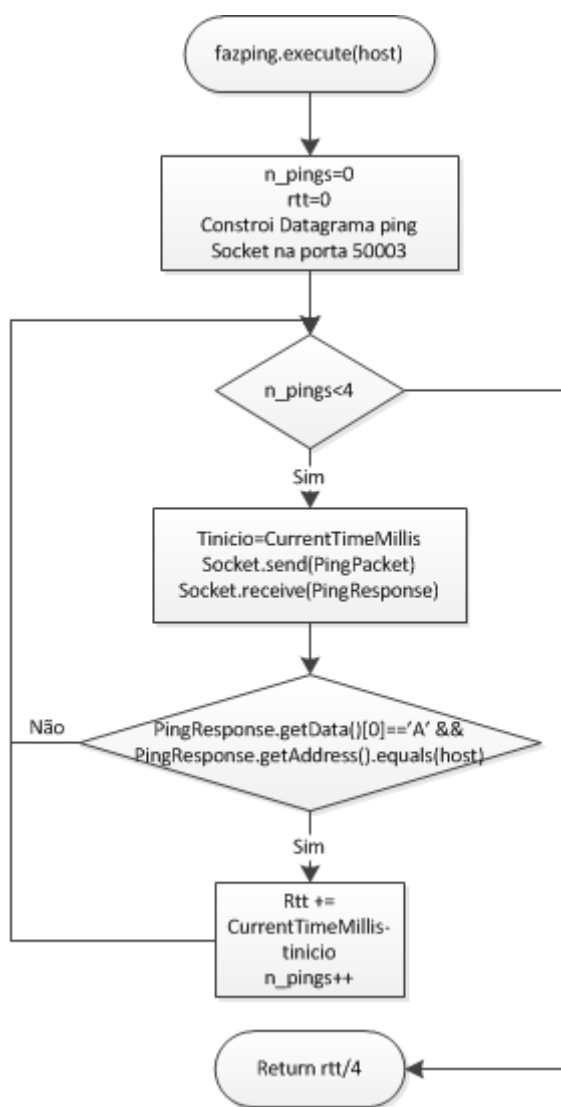 fazping.execute(host)
n_pings=0
rtt=0
Constroi Datagrama ping
Socket na porta 50003
n_pings<4
Sim
Tinicio=CurrentTimeMillis
Socket.send(PingPacket)
Socket.receive(PingResponse)
Não
PingResponse.getData()[0]==’A’ &&
PingResponse.getAddress().equals(host)
Sim
Rtt +=
CurrentTimeMillis-
tinicio
n_pings++
Return rtt/4